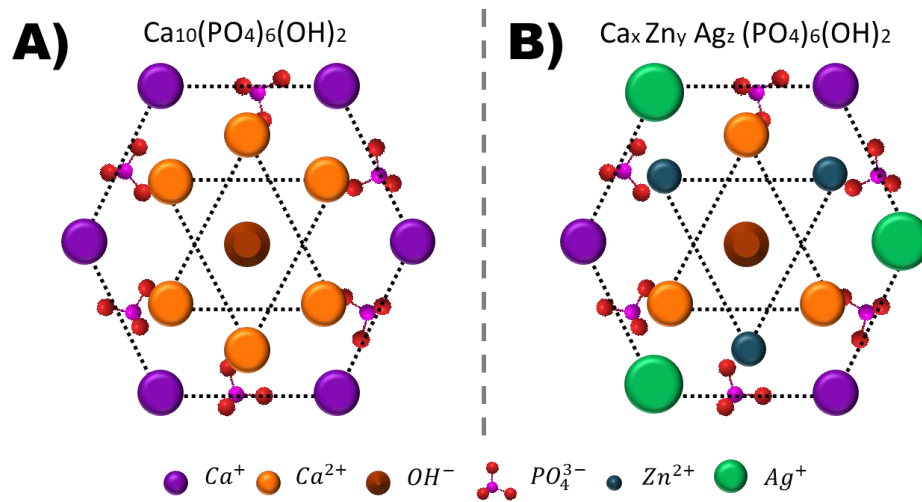 A)
Ca10(PO4)6(OH)2
B)
Cax Zny Agz (PO4)6(OH)2
Ca+
Ca2+
OH−
PO43−
Zn2+
Ag+